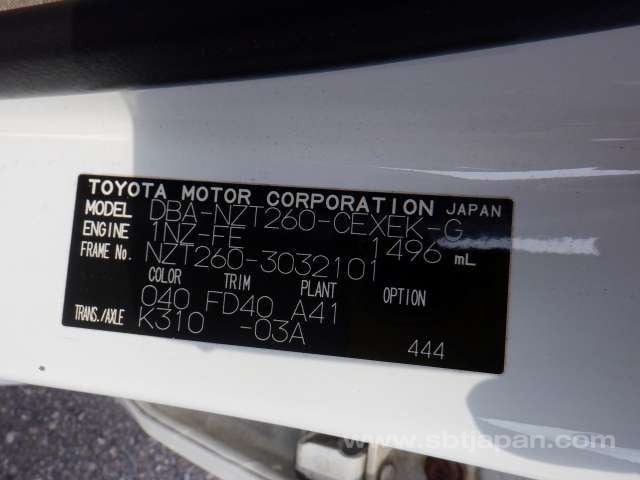 TOYOTA MOTOR CORPORATION JAPAN
MODEL DBA-NZT260-CEXEK-G
ENGINE 1NZ-FE 1496 mL
FRAME No. NZT260-3032101
COLOR TRIM PLANT OPTION
040 FD40 A41
TRANS./AXLE K310 -03A
444
www.sbtjapan.com